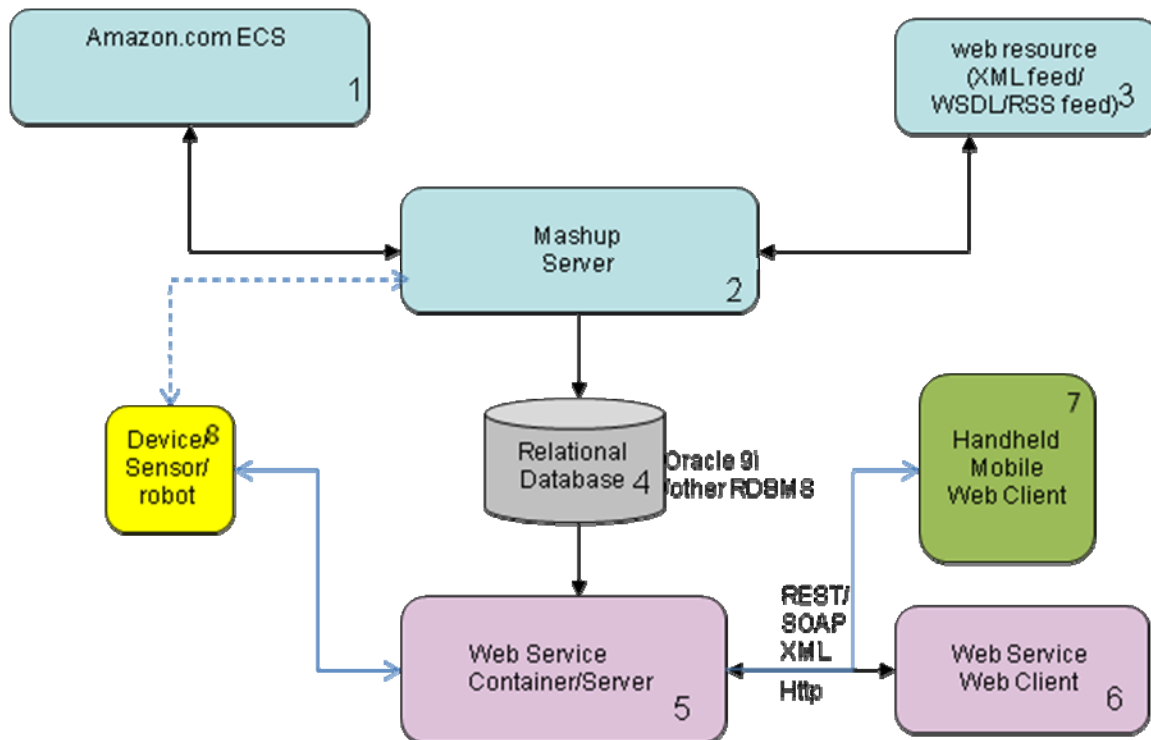 Amazon.com ECS
1
web resource
(XML feed/
WSDL/RSS feed)
3
Mashup
Server
2
Device/
Sensor/
robot
8
Relational
Database
4
Oracle 9i
/other RDBMS
7
Handheld
Mobile
Web Client
REST/
SOAP
XML
Http
Web Service
Container/Server
5
Web Service
Web Client
6